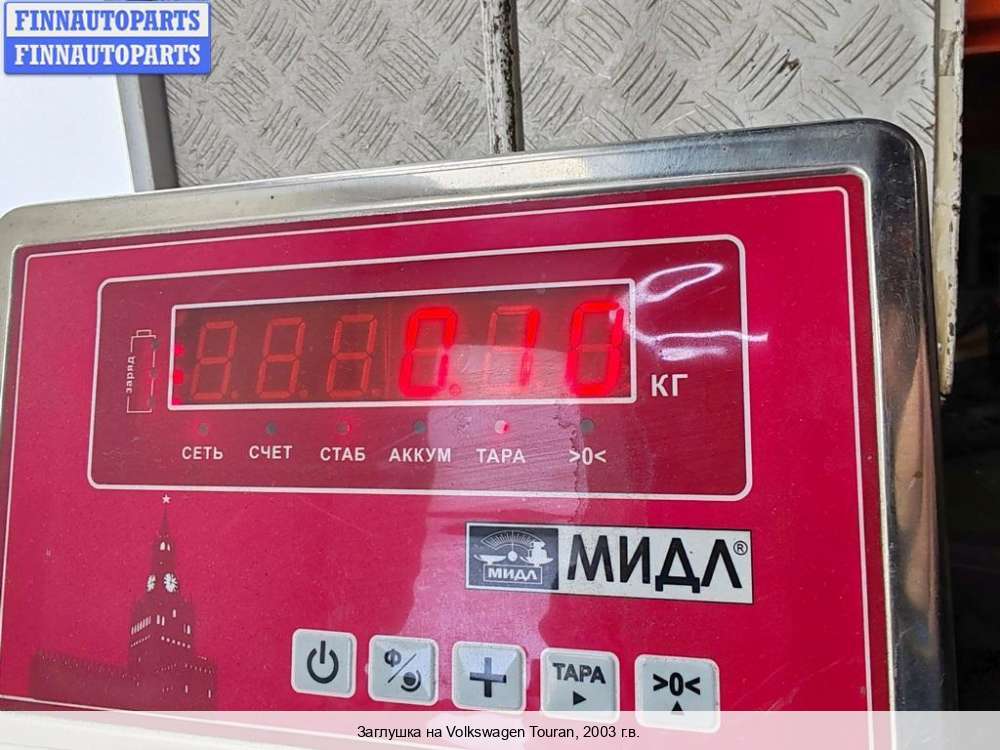 FINNAUTOPARTS
FINNAUTOPARTS
заряд
0.10
КГ
СЕТЬ СЧЕТ СТАБ АККУМ ТАРА >0<
МИДЛ МИДЛ®
Ф/
+
ТАРА
>0<
Заглушка на Volkswagen Touran, 2003 г.в.